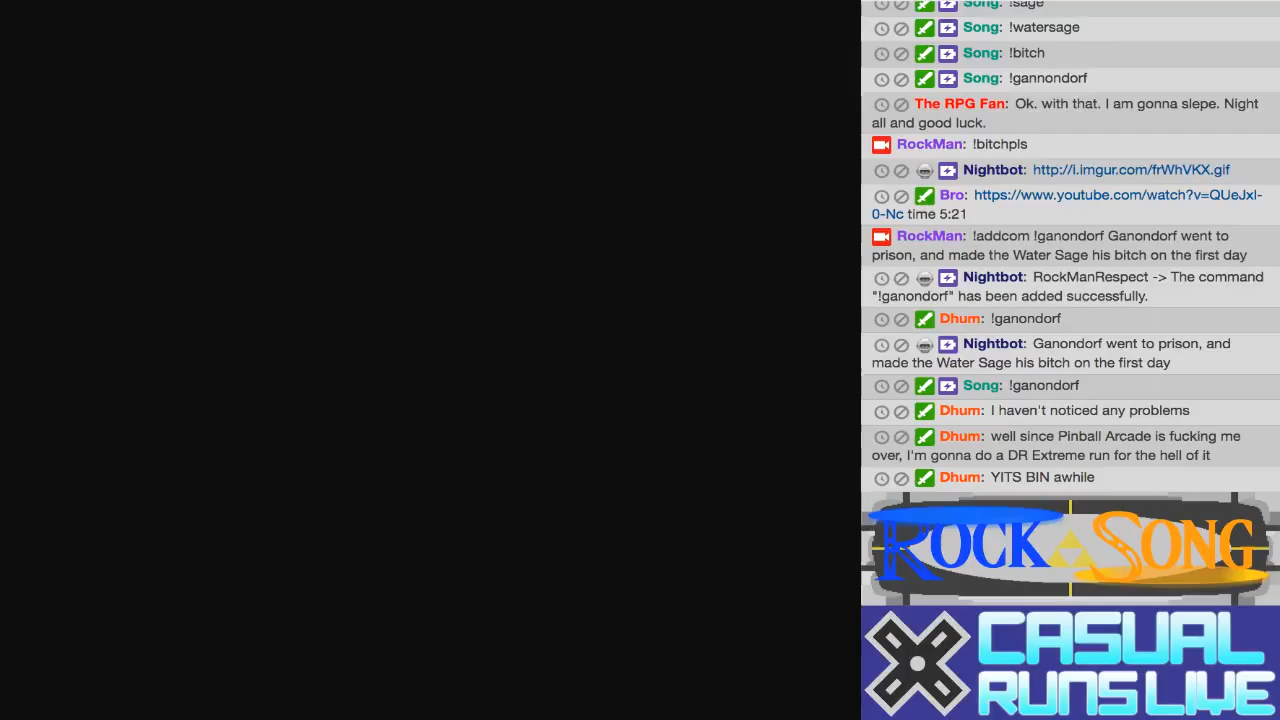 Song: !sage
Song: !watersage
Song: !bitch
Song: !gannondorf
The RPG Fan: Ok. with that. I am gonna slepe. Night
all and good luck.
RockMan: !bitchpls
Nightbot: http://i.imgur.com/frWhVKX.gif
Bro: https://www.youtube.com/watch?v=QUeJxl-
0-Nc time 5:21
RockMan: !addcom !ganondorf Ganondorf went to
prison, and made the Water Sage his bitch on the first day
Nightbot: RockManRespect -> The command
"!ganondorf" has been added successfully.
Dhum: !ganondorf
Nightbot: Ganondorf went to prison, and
made the Water Sage his bitch on the first day
Song: !ganondorf
Dhum: I haven't noticed any problems
Dhum: well since Pinball Arcade is fucking me
over, I'm gonna do a DR Extreme run for the hell of it
Dhum: YITS BIN awhile
ROCK SONG
CASUAL
RUNSLIVE